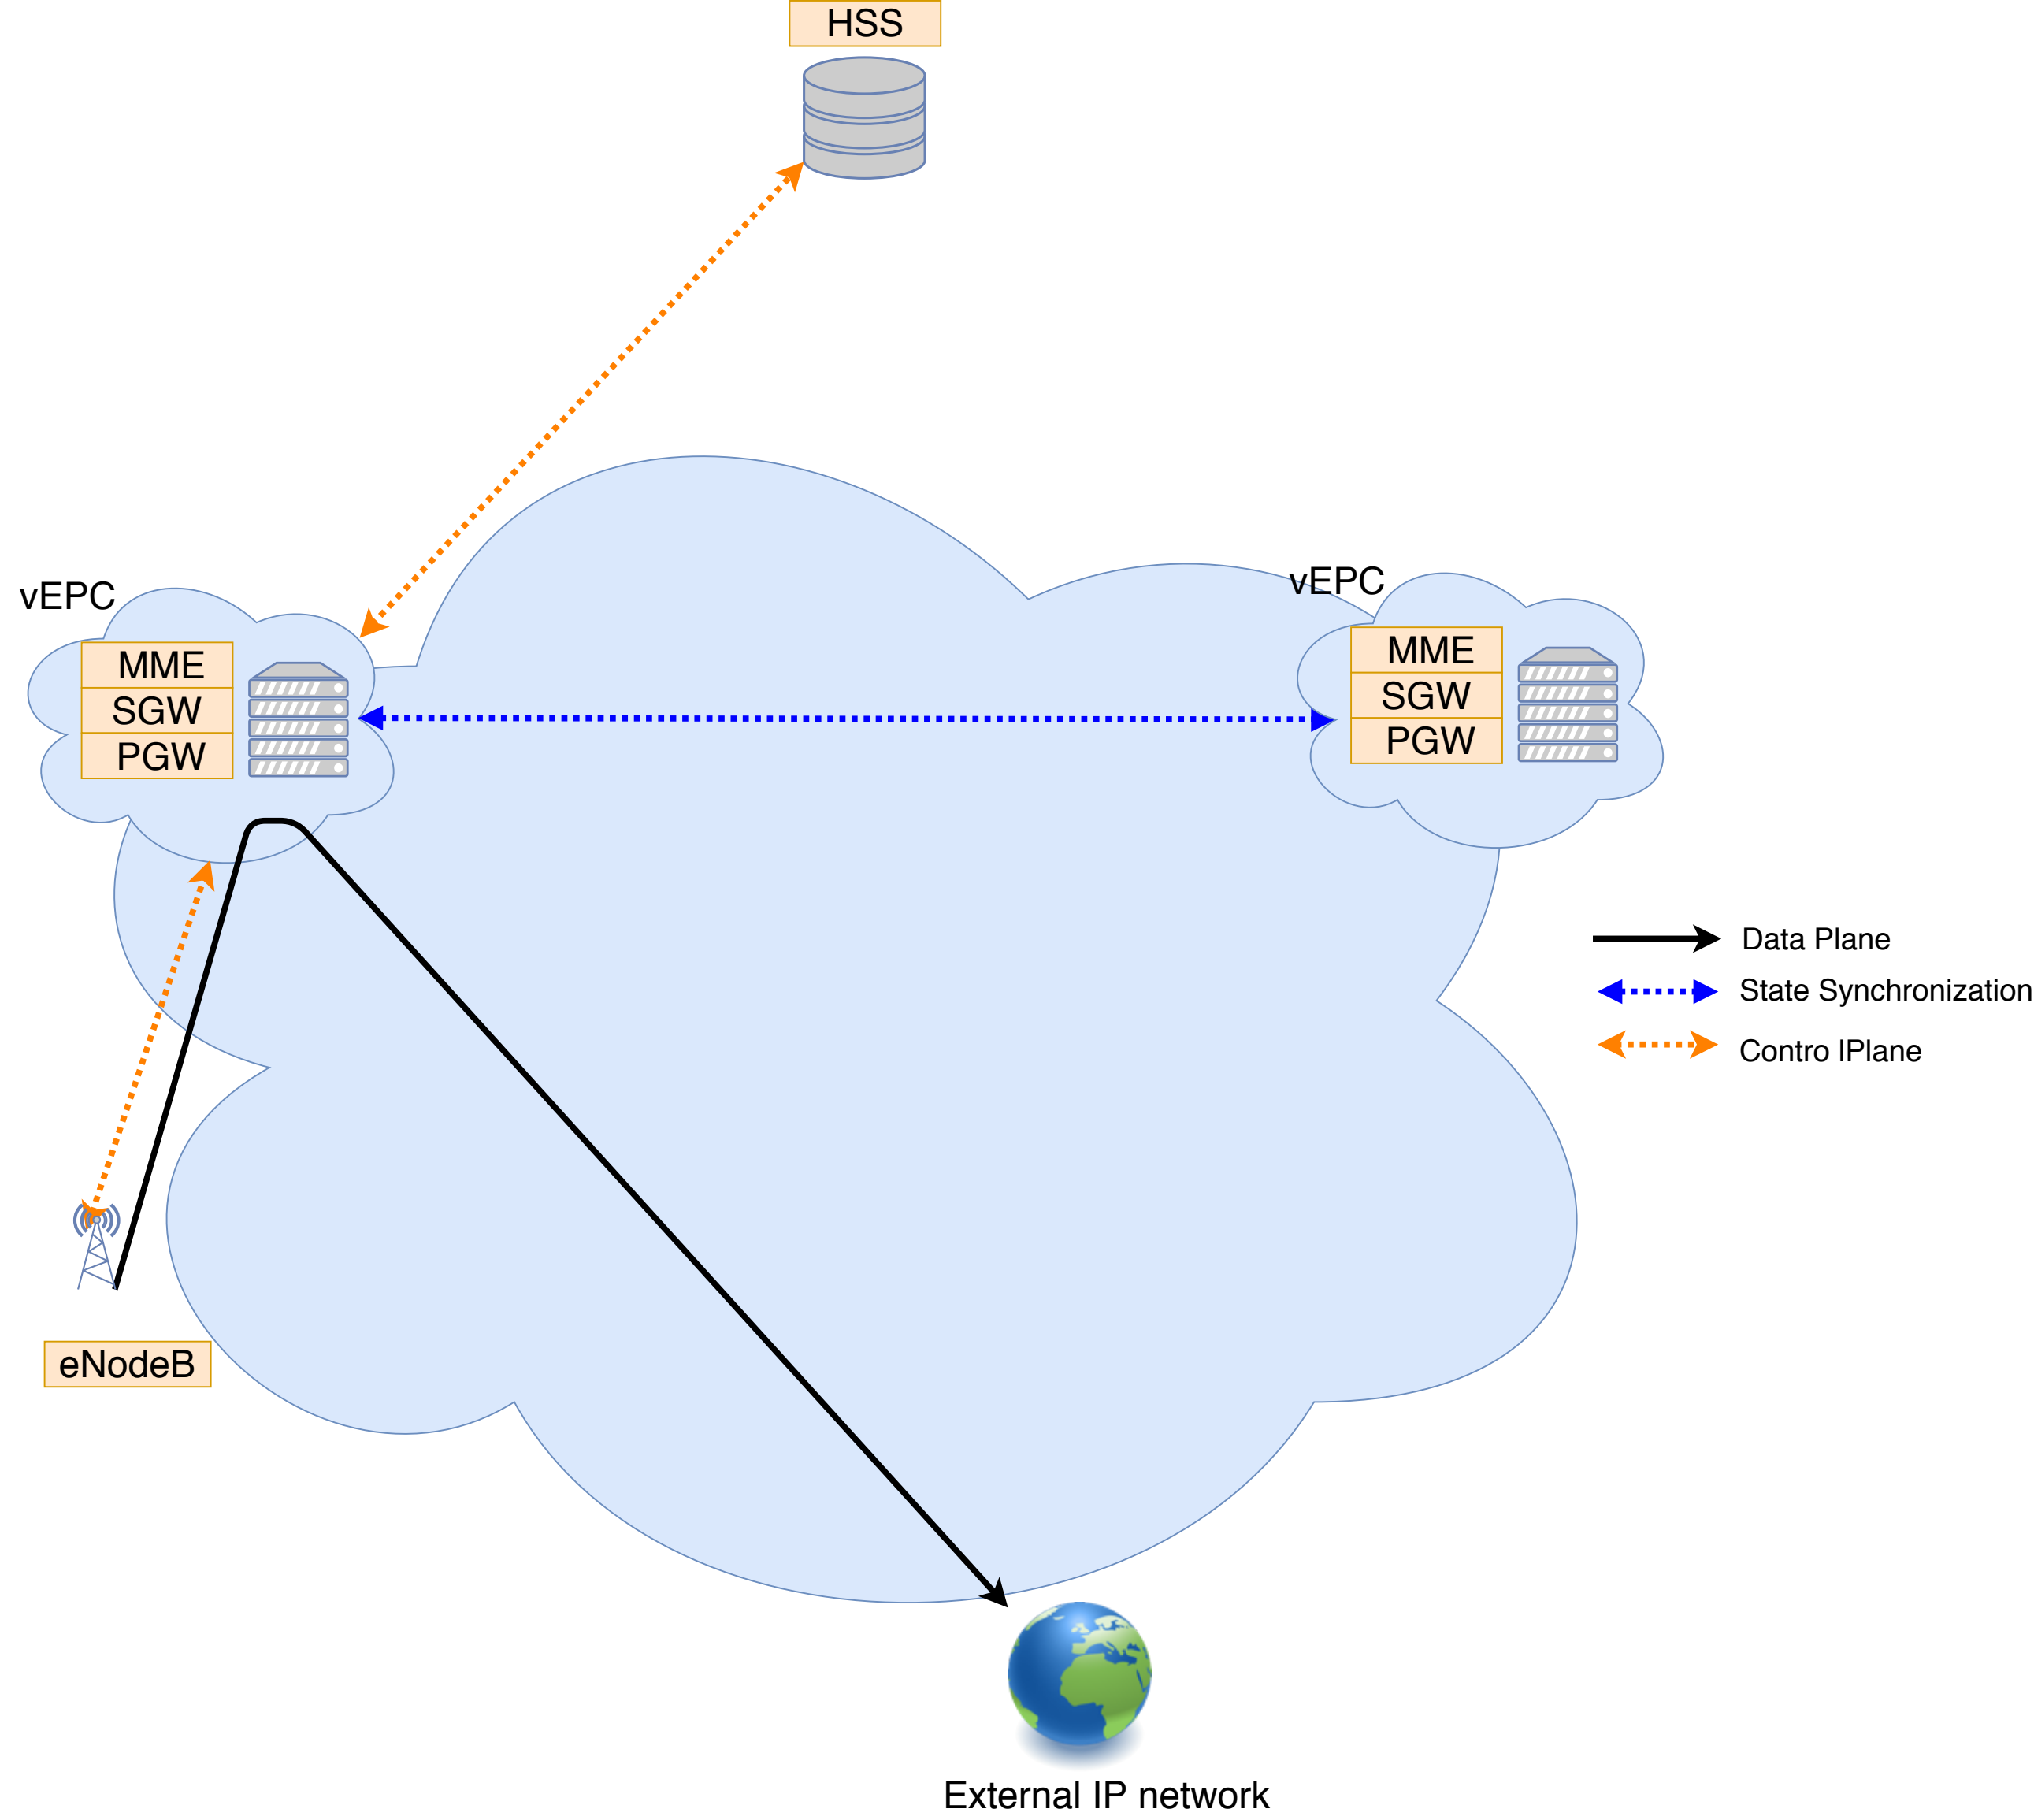 HSS
vEPC
MME
SGW
PGW
vEPC
MME
SGW
PGW
Data Plane
State Synchronization
Contro lPlane
eNodeB
External IP network